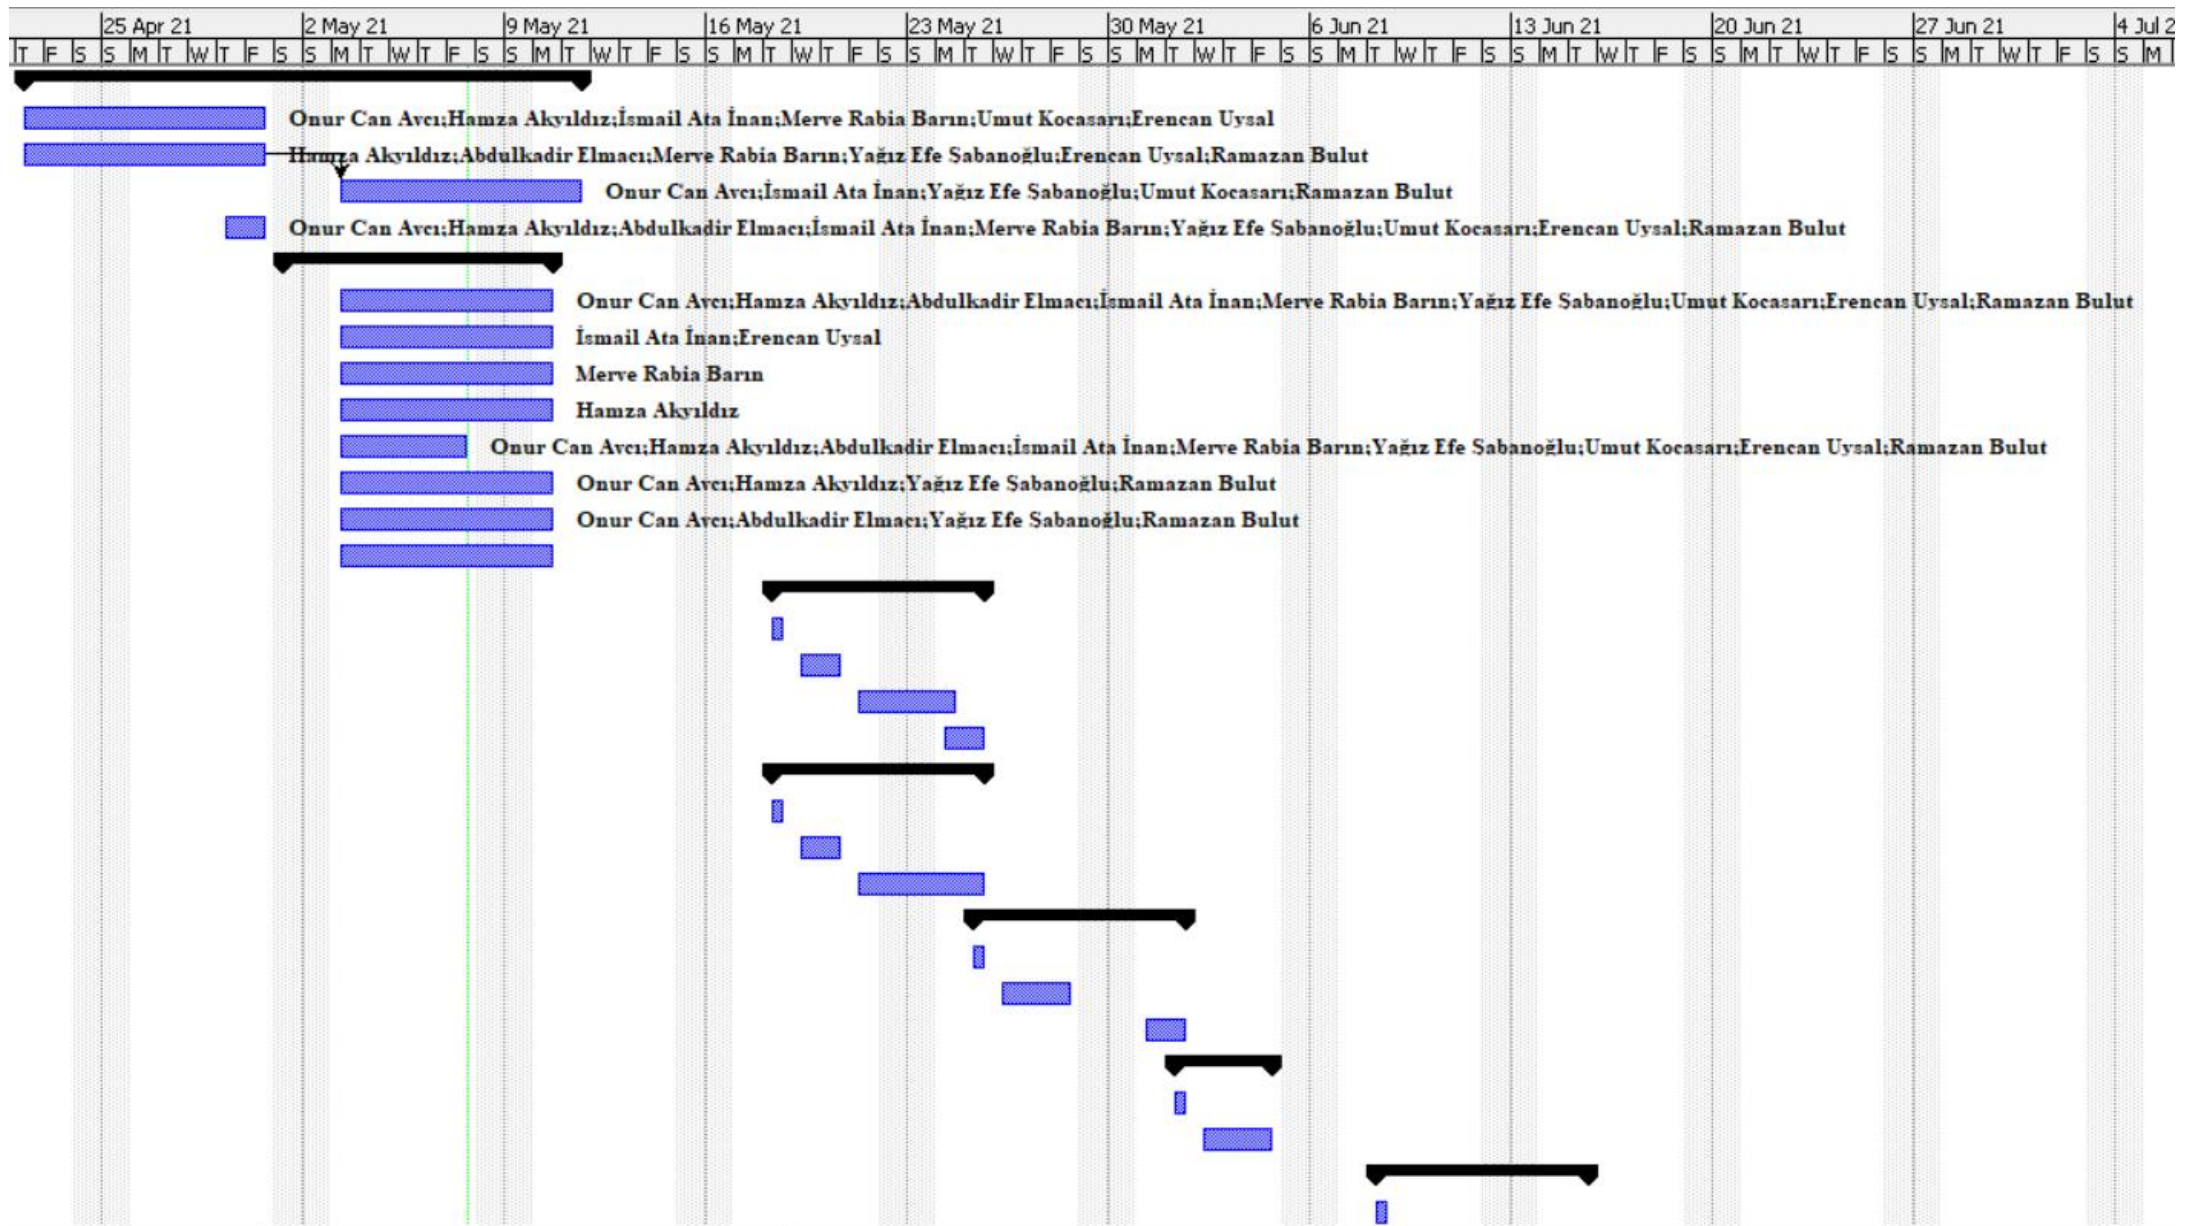 25 Apr 21 2 May 21 9 May 21 16 May 21 23 May 21 30 May 21 6 Jun 21 13 Jun 21 20 Jun 21 27 Jun 21 4 Jul 2
T F S S M T W T F S S M T W T F S S M T W T F S S M T W T F S S M T W T F S S M T W T F S S M T W T F S S M T W T F S S M T W T F S S M T W T F S S M
Onur Can Avcı;Hamza Akyıldız;İsmail Ata İnan;Merve Rabia Barın;Umut Kocasarı;Erencan Uysal
Hamza Akyıldız;Abdulkadir Elmacı;Merve Rabia Barın;Yağız Efe Şabanoğlu;Erencan Uysal;Ramazan Bulut
Onur Can Avcı;İsmail Ata İnan;Yağız Efe Şabanoğlu;Umut Kocasarı;Ramazan Bulut
Onur Can Avcı;Hamza Akyıldız;Abdulkadir Elmacı;İsmail Ata İnan;Merve Rabia Barın;Yağız Efe Şabanoğlu;Umut Kocasarı;Erencan Uysal;Ramazan Bulut
Onur Can Avcı;Hamza Akyıldız;Abdulkadir Elmacı;İsmail Ata İnan;Merve Rabia Barın;Yağız Efe Şabanoğlu;Umut Kocasarı;Erencan Uysal;Ramazan Bulut
İsmail Ata İnan;Erencan Uysal
Merve Rabia Barın
Hamza Akyıldız
Onur Can Avcı;Hamza Akyıldız;Abdulkadir Elmacı;İsmail Ata İnan;Merve Rabia Barın;Yağız Efe Şabanoğlu;Umut Kocasarı;Erencan Uysal;Ramazan Bulut
Onur Can Avcı;Hamza Akyıldız;Yağız Efe Şabanoğlu;Ramazan Bulut
Onur Can Avcı;Abdulkadir Elmacı;Yağız Efe Şabanoğlu;Ramazan Bulut